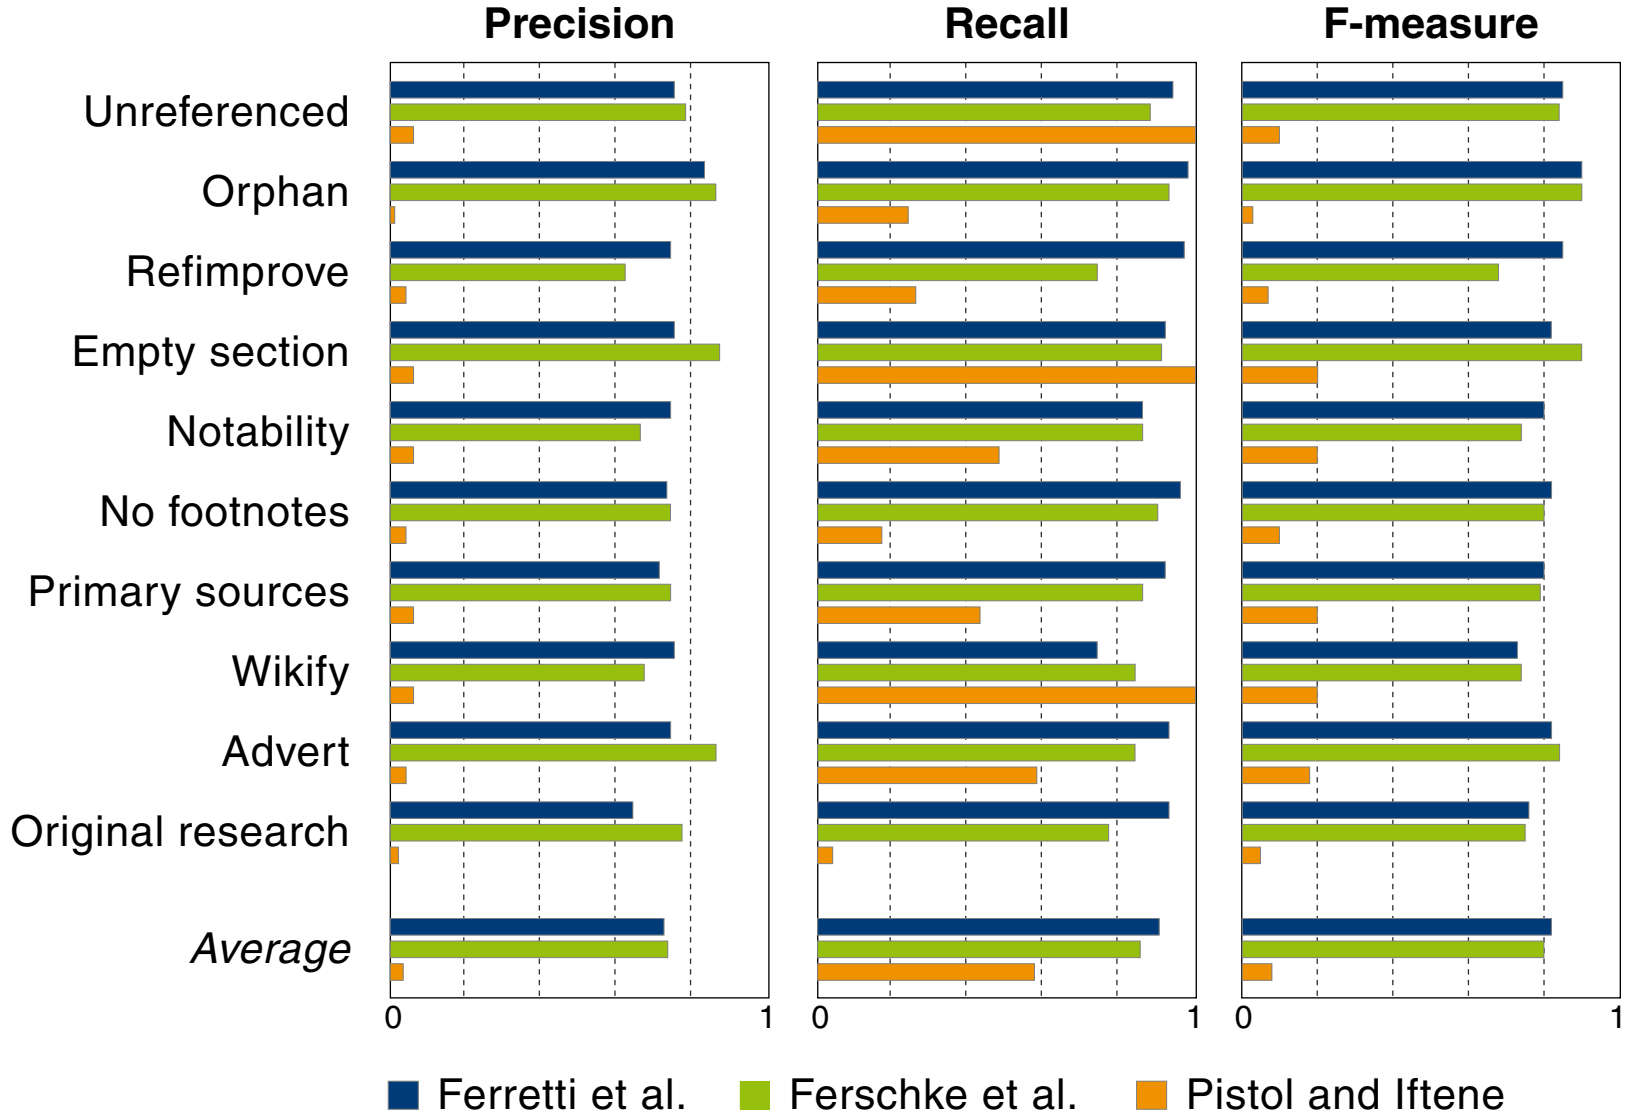 Precision Recall F-measure
Unreferenced
Orphan
Refimprove
Empty section
Notability
No footnotes
Primary sources
Wikify
Advert
Original research
Average
0 1 0 1 0 1
Ferretti et al. Ferschke et al. Pistol and Iftene